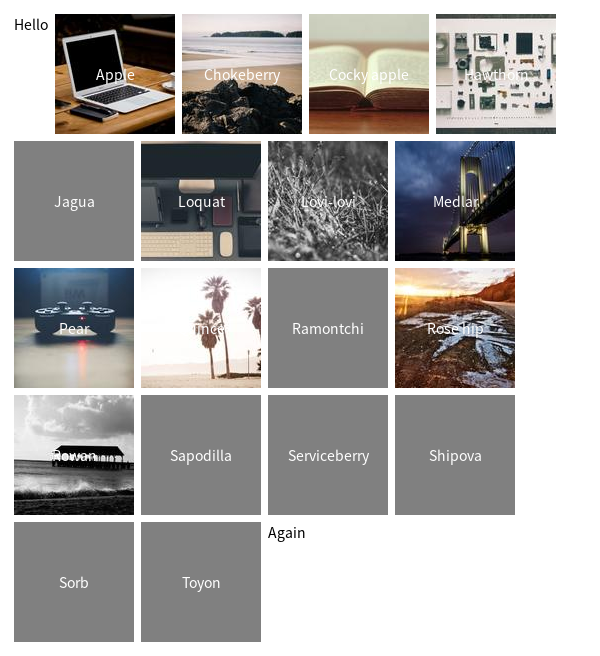 Hello
Apple
Chokeberry
Cocky apple
Hawthorn
Jagua
Loquat
Lovi-lovi
Medlar
Pear
Quince
Ramontchi
Rose hip
Rowan
Sapodilla
Serviceberry
Shipova
Sorb
Toyon
Again